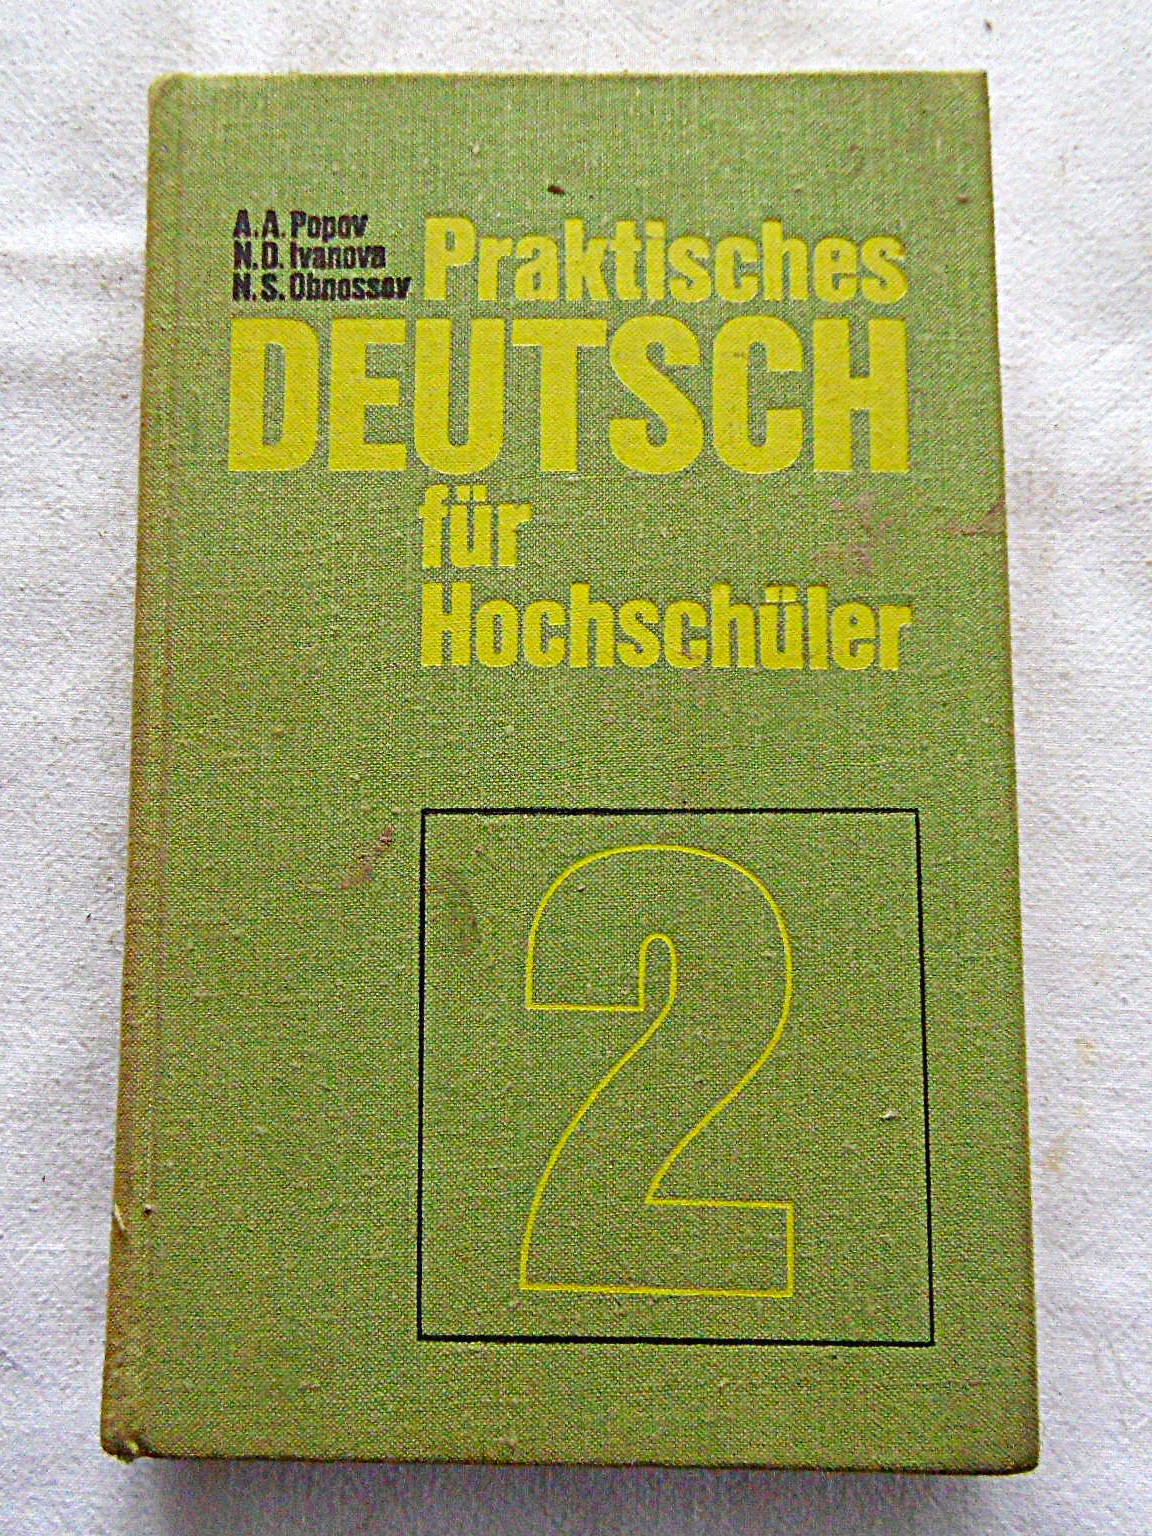 A.A. Popov
N.D. Ivanova
N.S. Obnossov
Praktisches
DEUTSCH
für
Hochschüler
2